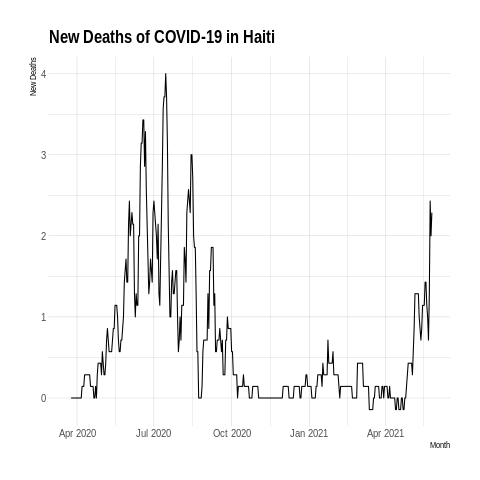 New Deaths of COVID-19 in Haiti
New Deaths
4
3
2
1
0
Apr 2020 Jul 2020 Oct 2020 Jan 2021 Apr 2021
Month